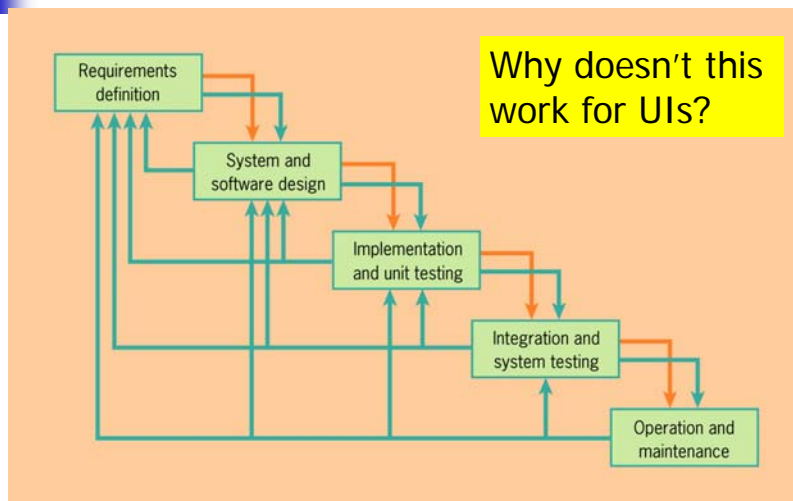 Why doesn't this
work for UIs?
Requirements
definition
System and
software design
Implementation
and unit testing
Integration and
system testing
Operation and
maintenance